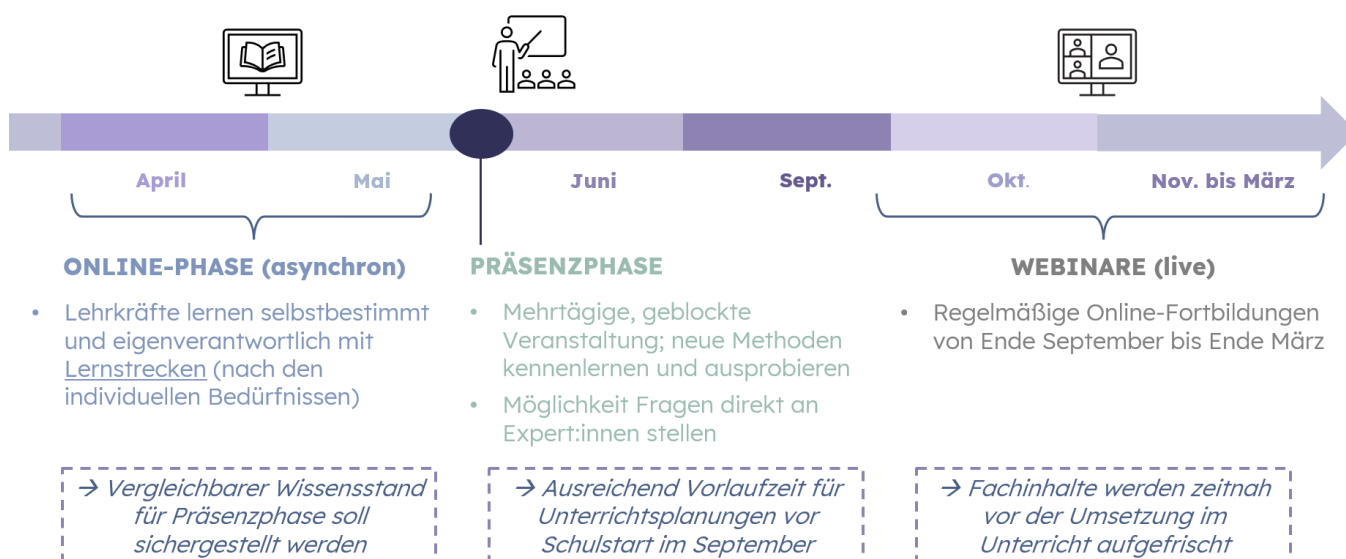 April
Mai
Juni
Sept.
Okt.
Nov. bis März
ONLINE-PHASE (asynchron)
• Lehrkräfte lernen selbstbestimmt
und eigenverantwortlich mit
Lernstrecken (nach den
individuellen Bedürfnissen)
→ Vergleichbarer Wissensstand
für Präsenzphase soll
sichergestellt werden
PRÄSENZPHASE
• Mehrtägige, geblockte
Veranstaltung; neue Methoden
kennenlernen und ausprobieren
• Möglichkeit Fragen direkt an
Expert:innen stellen
→ Ausreichend Vorlaufzeit für
Unterrichtsplanungen vor
Schulstart im September
WEBINARE (live)
• Regelmäßige Online-Fortbildungen
von Ende September bis Ende März
→ Fachinhalte werden zeitnah
vor der Umsetzung im
Unterricht aufgefrischt